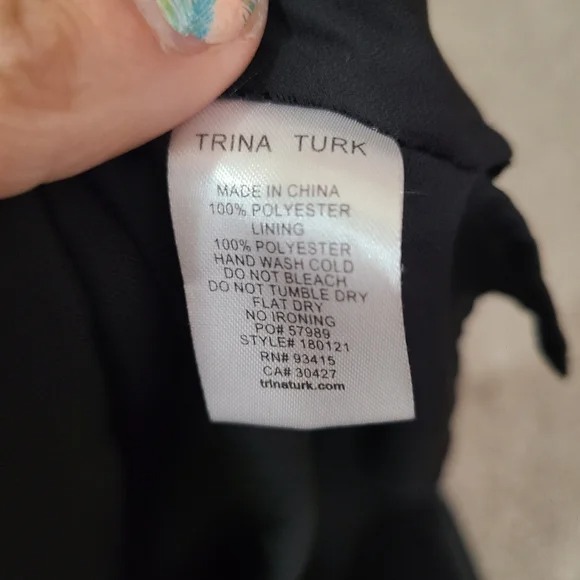 TRINA TURK
MADE IN CHINA
100% POLYESTER
LINING
100% POLYESTER
HAND WASH COLD
DO NOT BLEACH
DO NOT TUMBLE DRY
FLAT DRY
NO IRONING
PO# 57989
STYLE# 180121
RN# 93415
CA# 30427
trinaturk.com